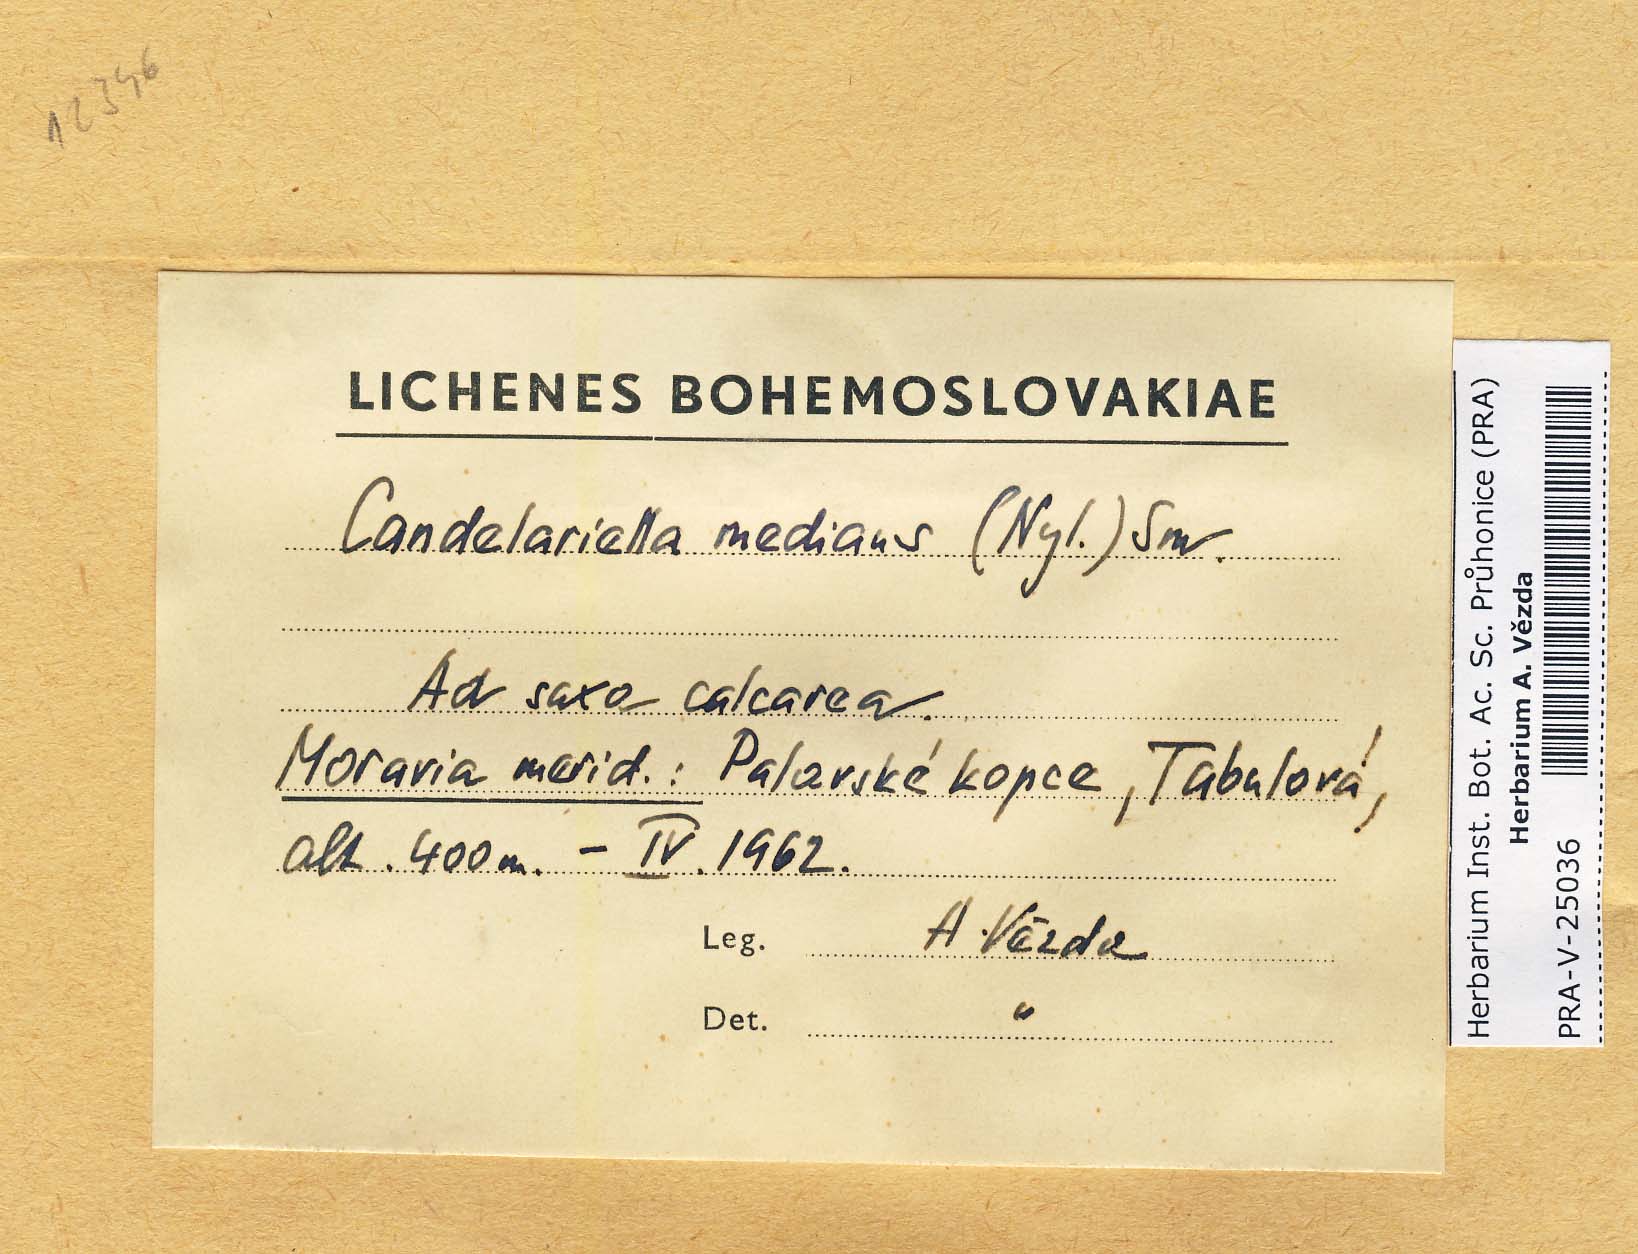 12346
LICHENES BOHEMOSLOVAKIAE
Candelariella medians (Nyl.) Sm.
Ad saxa calcarea.
Moravia merid.: Palavské kopce, Tabulová,
alt. 400 m. – IV. 1962.
Leg. A. Vězda
Det. "
Herbarium Inst. Bot. Ac. Sc. Průhonice (PRA)
Herbarium A. Vězda
PRA-V-25036